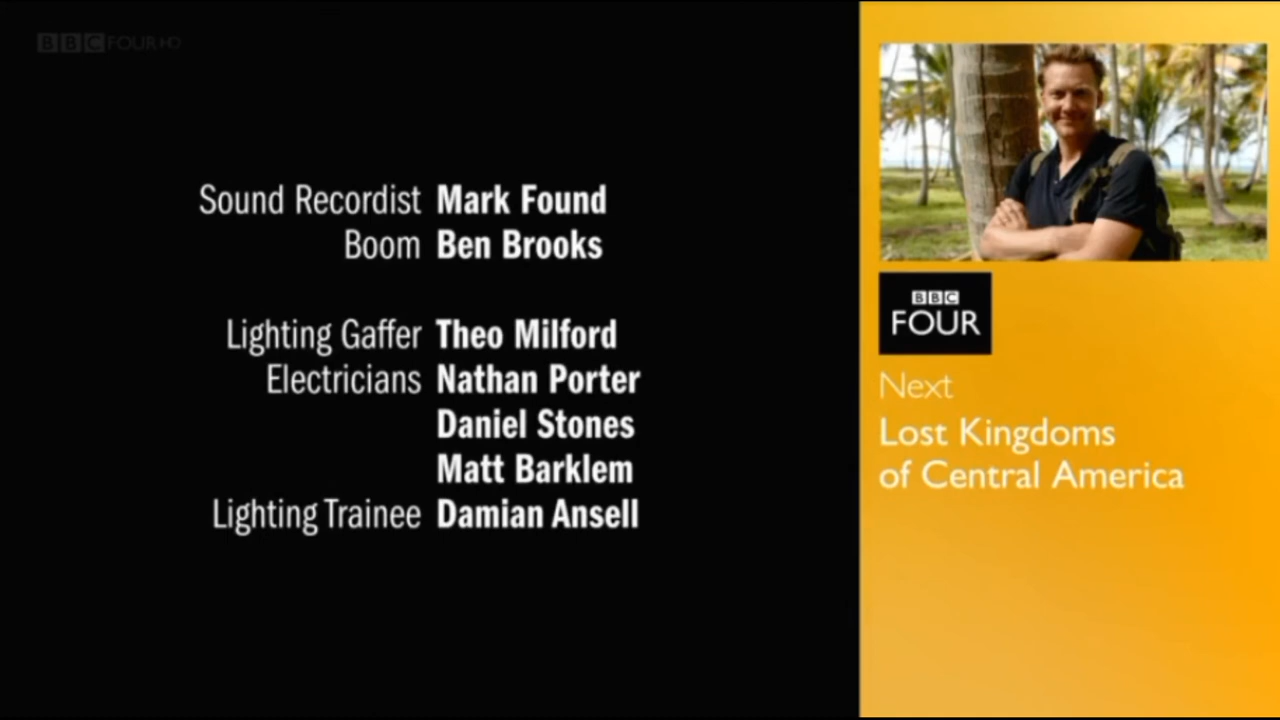 BBC FOUR HD
Sound Recordist Mark Found
Boom Ben Brooks
Lighting Gaffer Theo Milford
Electricians Nathan Porter
Daniel Stones
Matt Barklem
Lighting Trainee Damian Ansell
BBC
FOUR
Next
Lost Kingdoms
of Central America